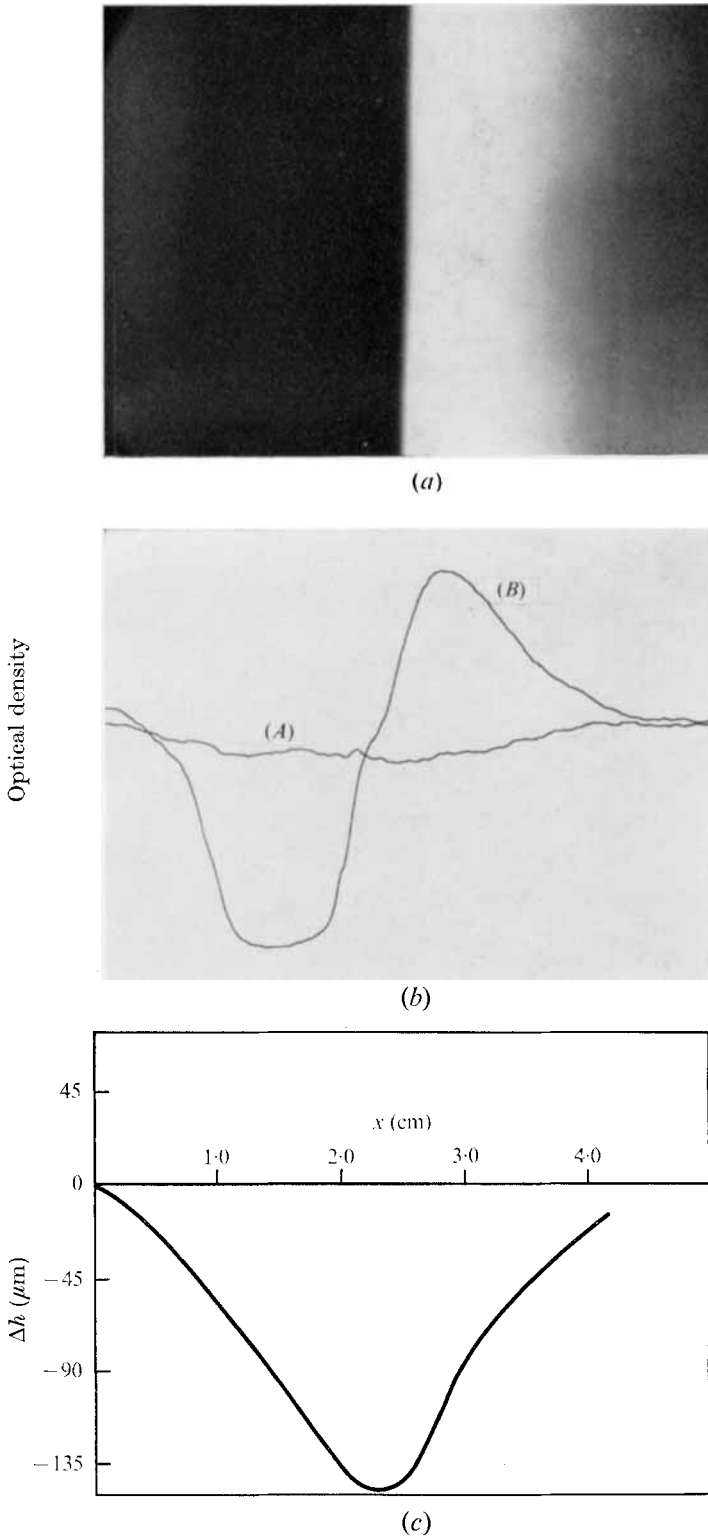 (a)
Optical density
(A)
(B)
(b)
45
x (cm)
1·0 2·0 3·0 4·0
0
Δh (μm)
−45
−90
−135
(c)